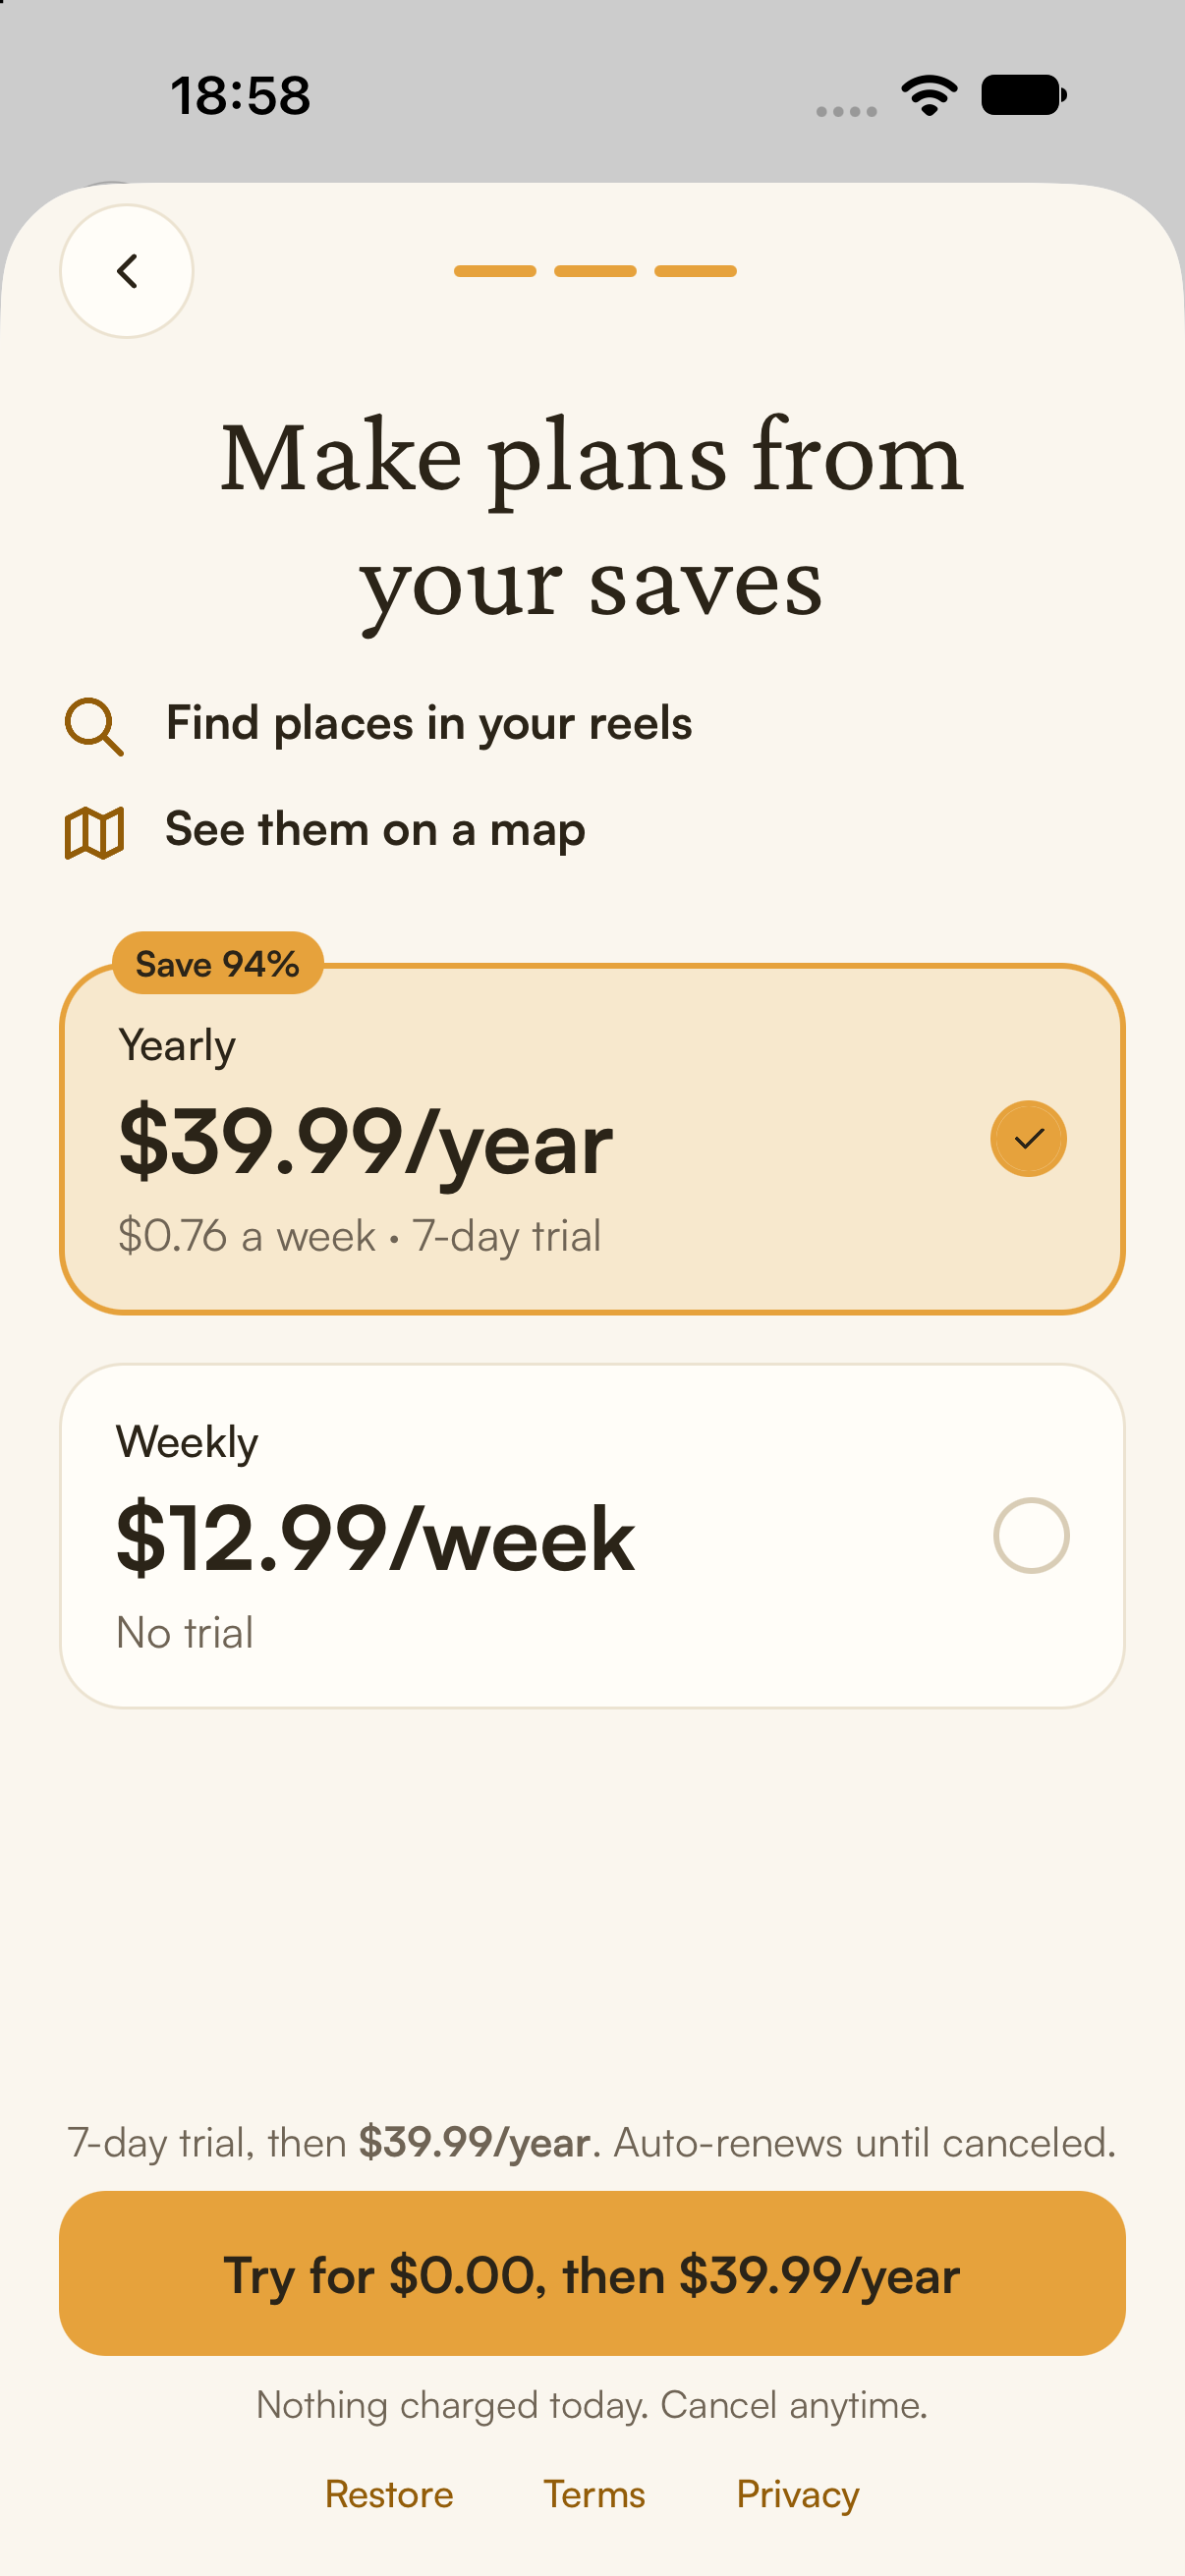 18:58
Make plans from
your saves
Find places in your reels
See them on a map
Save 94%
Yearly
$39.99/year
$0.76 a week • 7-day trial
Weekly
$12.99/week
No trial
7-day trial, then $39.99/year. Auto-renews until canceled.
Try for $0.00, then $39.99/year
Nothing charged today. Cancel anytime.
Restore Terms Privacy